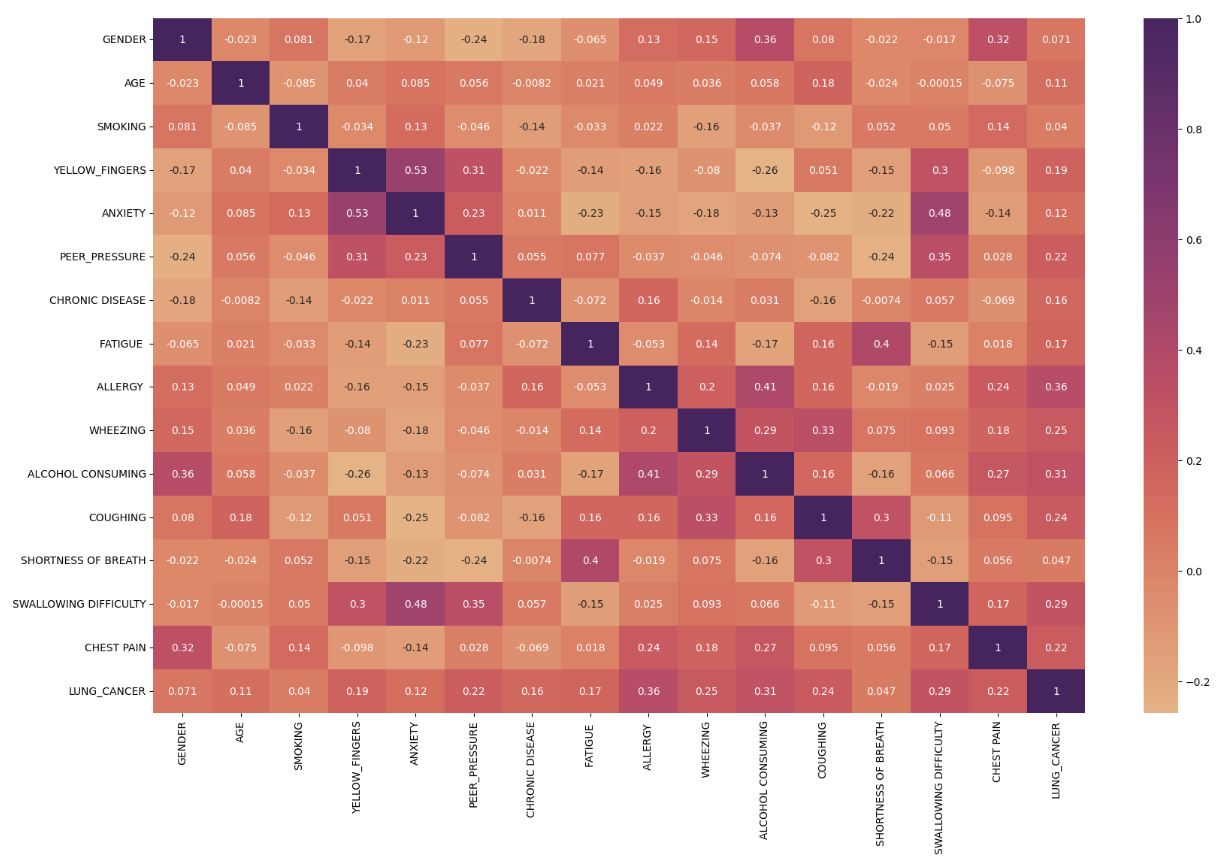 GENDER 1 -0.023 0.081 -0.17 -0.12 -0.24 -0.18 -0.065 0.13 0.15 0.36 0.08 -0.022 -0.017 0.32 0.071
AGE -0.023 1 -0.085 0.04 0.085 0.056 -0.0082 0.021 0.049 0.036 0.058 0.18 -0.024 -0.00015 -0.075 0.11
SMOKING 0.081 -0.085 1 -0.034 0.13 -0.046 -0.14 -0.033 0.022 -0.16 -0.037 -0.12 0.052 0.05 0.14 0.04
YELLOW_FINGERS -0.17 0.04 -0.034 1 0.53 0.31 -0.022 -0.14 -0.16 -0.08 -0.26 0.051 -0.15 0.3 -0.098 0.19
ANXIETY -0.12 0.085 0.13 0.53 1 0.23 0.011 -0.23 -0.15 -0.18 -0.13 -0.25 -0.22 0.48 -0.14 0.12
PEER_PRESSURE -0.24 0.056 -0.046 0.31 0.23 1 0.055 0.077 -0.037 -0.046 -0.074 -0.082 -0.24 0.35 0.028 0.22
CHRONIC DISEASE -0.18 -0.0082 -0.14 -0.022 0.011 0.055 1 -0.072 0.16 -0.014 0.031 -0.16 -0.0074 0.057 -0.069 0.16
FATIGUE -0.065 0.021 -0.033 -0.14 -0.23 0.077 -0.072 1 -0.053 0.14 -0.17 0.16 0.4 -0.15 0.018 0.17
ALLERGY 0.13 0.049 0.022 -0.16 -0.15 -0.037 0.16 -0.053 1 0.2 0.41 0.16 -0.019 0.025 0.24 0.36
WHEEZING 0.15 0.036 -0.16 -0.08 -0.18 -0.046 -0.014 0.14 0.2 1 0.29 0.33 0.075 0.093 0.18 0.25
ALCOHOL CONSUMING 0.36 0.058 -0.037 -0.26 -0.13 -0.074 0.031 -0.17 0.41 0.29 1 0.16 -0.16 0.066 0.27 0.31
COUGHING 0.08 0.18 -0.12 0.051 -0.25 -0.082 -0.16 0.16 0.16 0.33 0.16 1 0.3 -0.11 0.095 0.24
SHORTNESS OF BREATH -0.022 -0.024 0.052 -0.15 -0.22 -0.24 -0.0074 0.4 -0.019 0.075 -0.16 0.3 1 -0.15 0.056 0.047
SWALLOWING DIFFICULTY -0.017 -0.00015 0.05 0.3 0.48 0.35 0.057 -0.15 0.025 0.093 0.066 -0.11 -0.15 1 0.17 0.29
CHEST PAIN 0.32 -0.075 0.14 -0.098 -0.14 0.028 -0.069 0.018 0.24 0.18 0.27 0.095 0.056 0.17 1 0.22
LUNG_CANCER 0.071 0.11 0.04 0.19 0.12 0.22 0.16 0.17 0.36 0.25 0.31 0.24 0.047 0.29 0.22 1
GENDER
AGE
SMOKING
YELLOW_FINGERS
ANXIETY
PEER_PRESSURE
CHRONIC DISEASE
FATIGUE
ALLERGY
WHEEZING
ALCOHOL CONSUMING
COUGHING
SHORTNESS OF BREATH
SWALLOWING DIFFICULTY
CHEST PAIN
LUNG_CANCER
1.0
0.8
0.6
0.4
0.2
0.0
−0.2